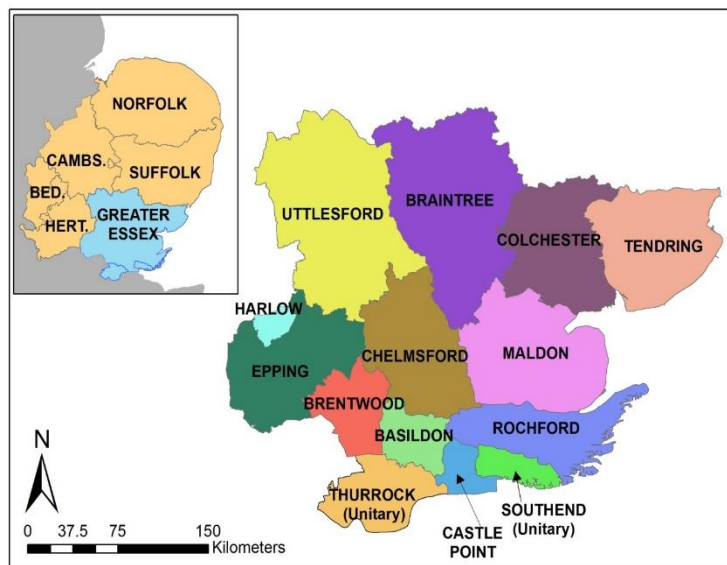 NORFOLK
CAMBS.
SUFFOLK
BED.
HERT.
GREATER
ESSEX
UTTLESFORD
BRAINTREE
COLCHESTER
TENDRING
HARLOW
EPPING
CHELMSFORD
MALDON
BRENTWOOD
BASILDON
ROCHFORD
THURROCK
(Unitary)
CASTLE
POINT
SOUTHEND
(Unitary)
N
0 37.5 75 150
Kilometers